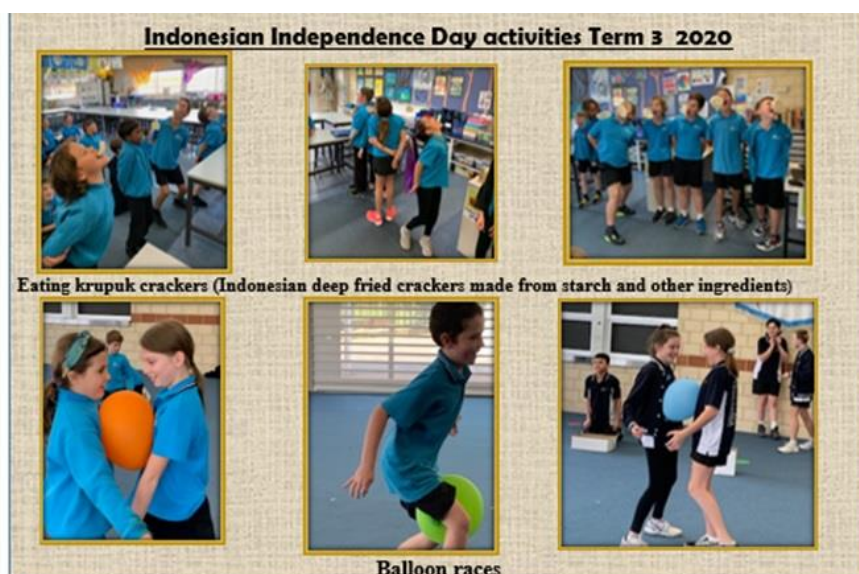 Indonesian Independence Day activities Term 3 2020
Eating krupuk crackers (Indonesian deep fried crackers made from starch and other ingredients)
Balloon races